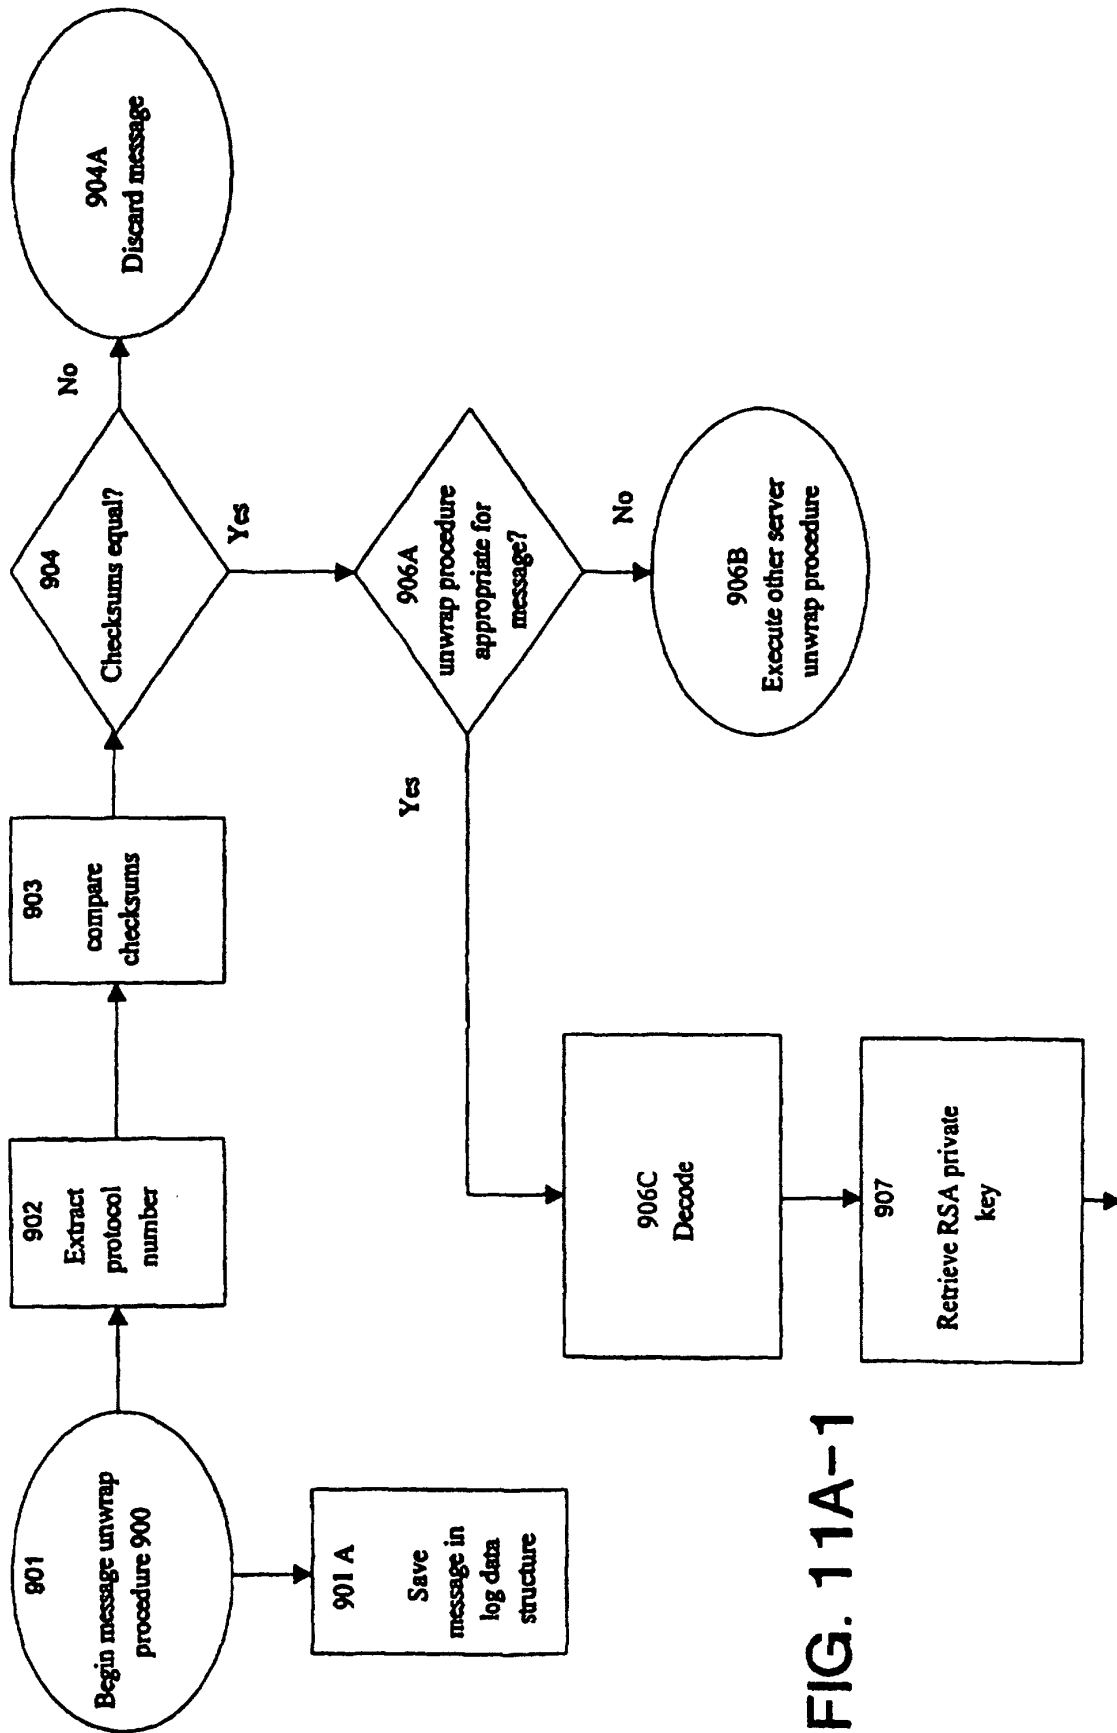 901
Begin message unwrap
procedure 900
901 A
Save
message in
log data
structure
902
Extract
protocol
number
903
compare
checksums
904
Checksums equal?
No
904A
Discard message
Yes
906A
unwrap procedure
appropriate for
message?
No
906B
Execute other server
unwrap procedure
Yes
906C
Decode
907
Retrieve RSA private
key
FIG. 11A-1